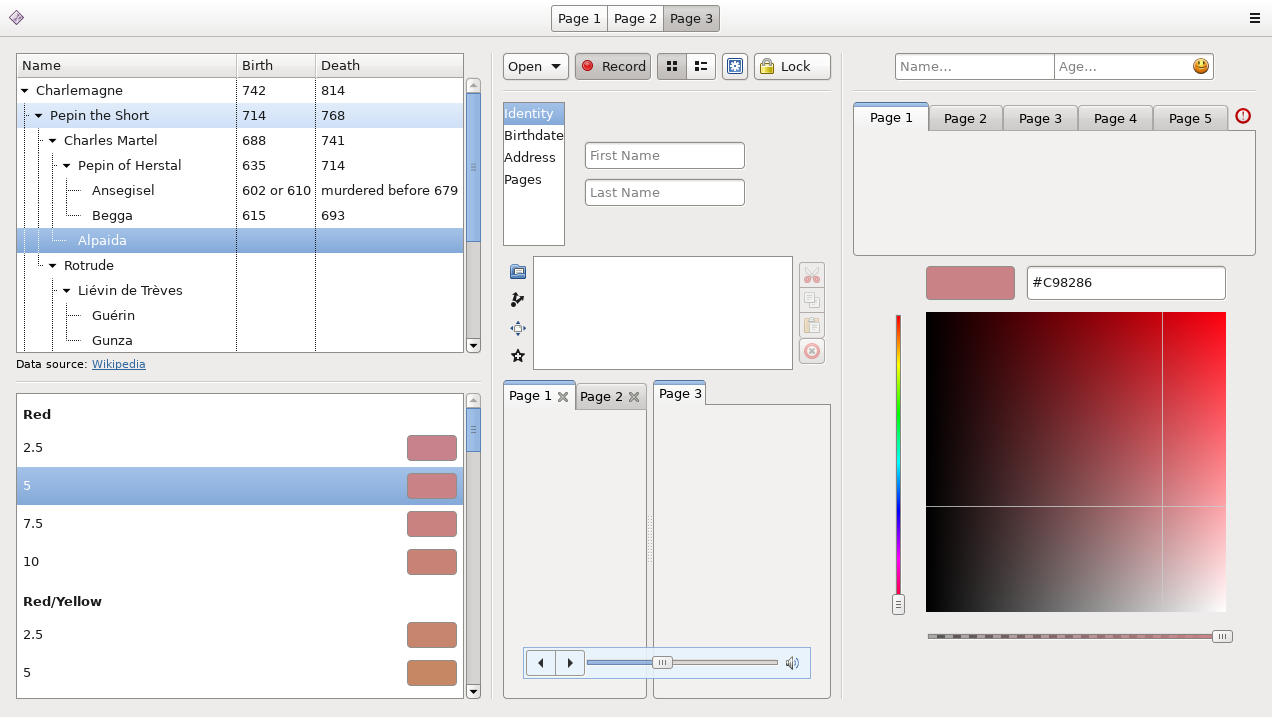 Page 1 Page 2 Page 3
Name Birth Death
Charlemagne 742 814
Pepin the Short 714 768
Charles Martel 688 741
Pepin of Herstal 635 714
Ansegisel 602 or 610 murdered before 679
Begga 615 693
Alpaida
Rotrude
Liévin de Trèves
Guérin
Gunza
Data source: Wikipedia
Red
2.5
5
7.5
10
Red/Yellow
2.5
5
Open Record Lock
Identity
Birthdate
Address
Pages
First Name
Last Name
Page 1 Page 2 Page 3
Name... Age...
Page 1 Page 2 Page 3 Page 4 Page 5
#C98286